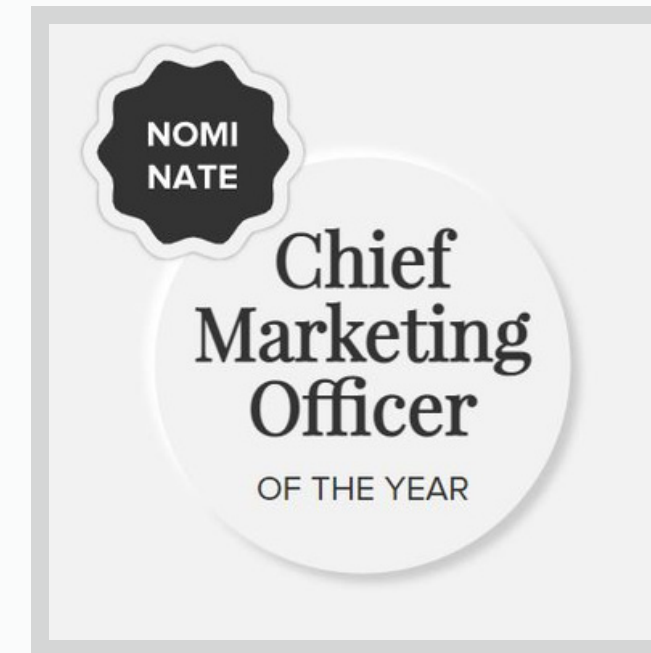 NOMI
NATE
Chief
Marketing
Officer
OF THE YEAR